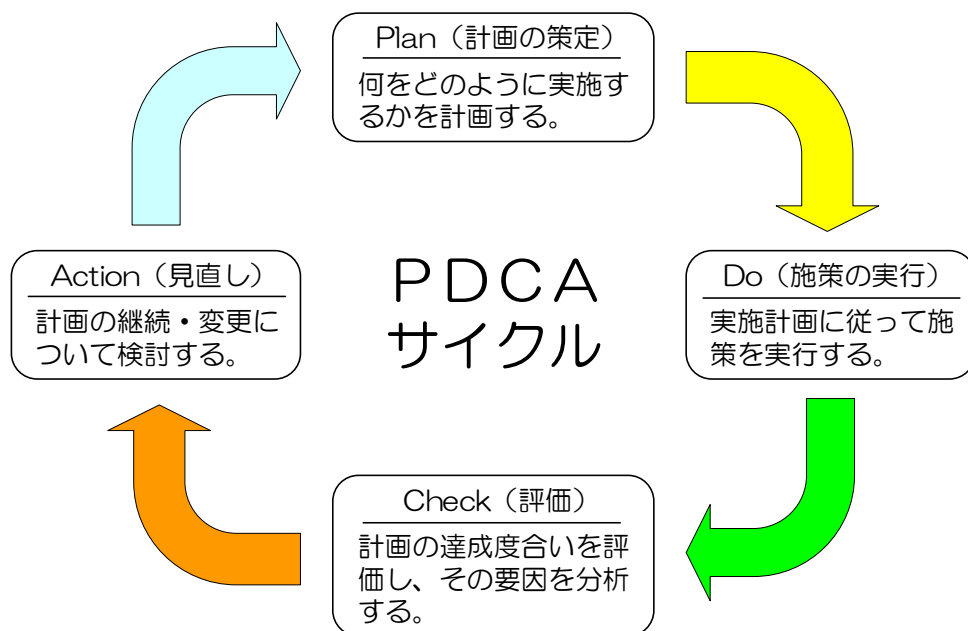 Plan（計画の策定）
何をどのように実施す
るかを計画する。
Action（見直し）
計画の継続・変更に
ついて検討する。
ＰＤＣＡ
サイクル
Do（施策の実行）
実施計画に従って施
策を実行する。
Check（評価）
計画の達成度合いを評
価し、その要因を分析
する。